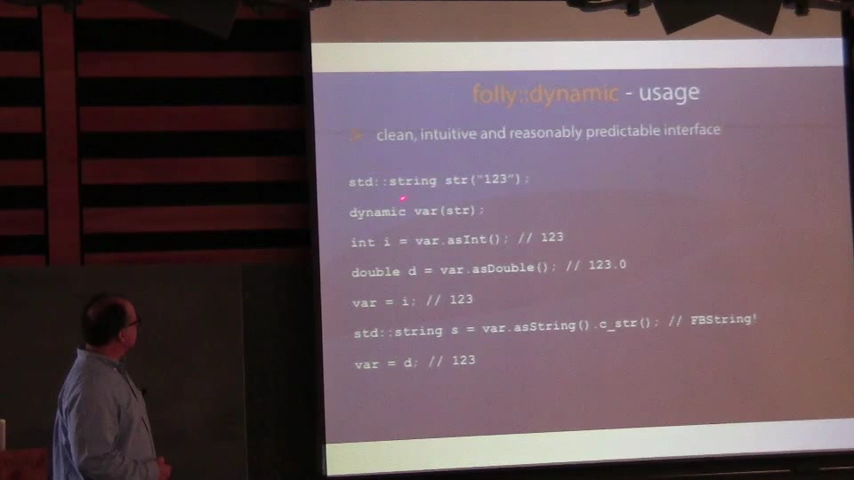 folly::dynamic - usage
clean, intuitive and reasonably predictable interface
std::string str("123");
dynamic var(str);
int i = var.asInt(); // 123
double d = var.asDouble(); // 123.0
var = i; // 123
std::string s = var.asString().c_str(); // FBString!
var = d; // 123